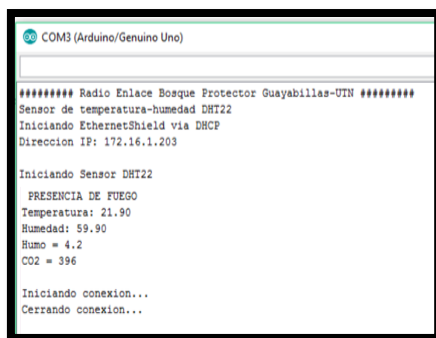 COM3 (Arduino/Genuino Uno)
######### Radio Enlace Bosque Protector Guayabillas-UTN #########
Sensor de temperatura-humedad DHT22
Iniciando EthernetShield via DHCP
Direccion IP: 172.16.1.203
Iniciando Sensor DHT22
PRESENCIA DE FUEGO
Temperatura: 21.90
Humedad: 59.90
Humo = 4.2
CO2 = 396
Iniciando conexion...
Cerrando conexion...